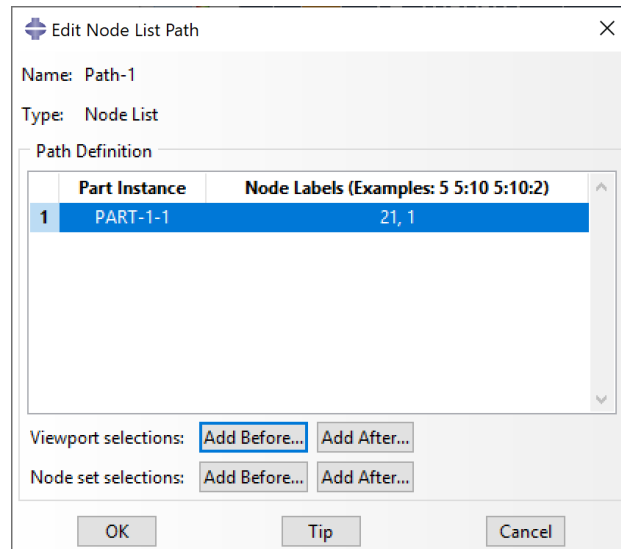 Edit Node List Path
Name: Path-1
Type: Node List
Path Definition
Part Instance Node Labels (Examples: 5 5:10 5:10:2)
1 PART-1-1 21, 1
Viewport selections: Add Before... Add After...
Node set selections: Add Before... Add After...
OK Tip Cancel